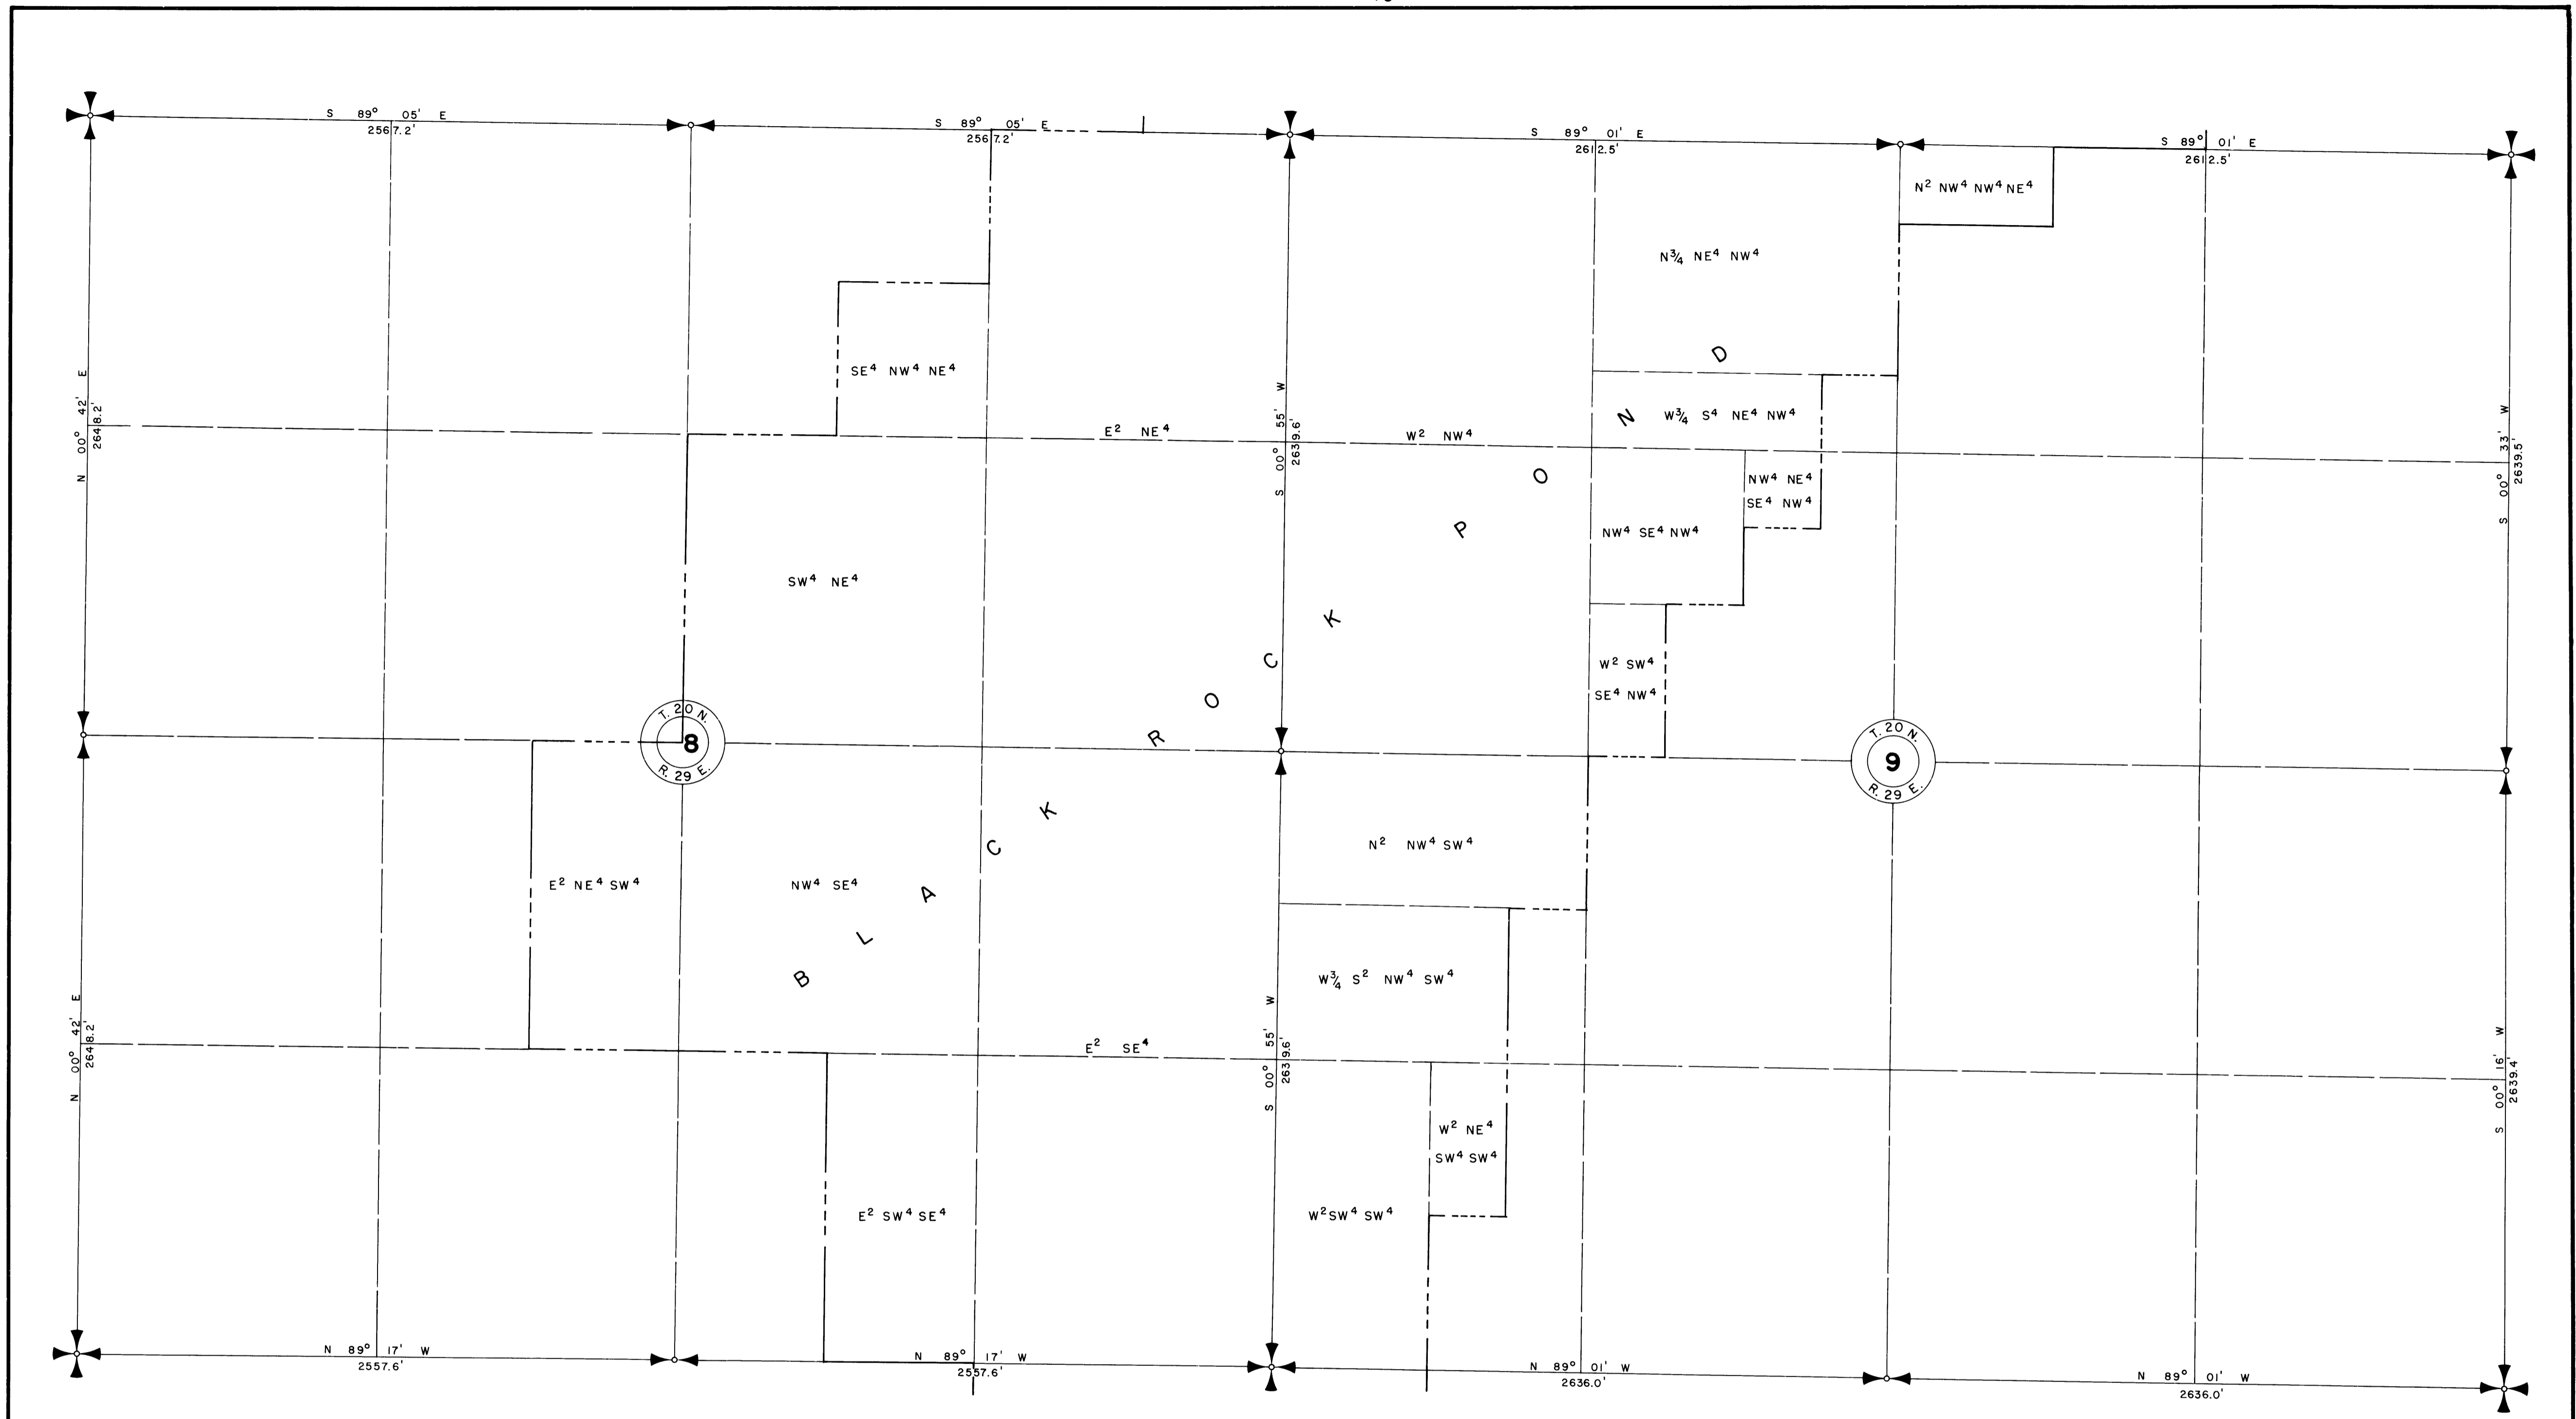 S 89° 05' E
2567.2'
S 89° 05' E
2567.2'
S 89° 01' E
2612.5'
S 89° 01' E
2612.5'
N² NW⁴ NW⁴ NE⁴
N¾ NE⁴ NW⁴
SE⁴ NW⁴ NE⁴
N 00° 42' E
2648.2'
S 00° 55' W
2639.6'
S 00° 33' W
2639.5'
W¾ S⁴ NE⁴ NW⁴
E² NE⁴
W² NW⁴
NW⁴ NE⁴
SE⁴ NW⁴
NW⁴ SE⁴ NW⁴
SW⁴ NE⁴
W² SW⁴
SE⁴ NW⁴
BLACK ROCK POND
T. 20 N.
8
R. 29 E.
T. 20 N.
9
R. 29 E.
N² NW⁴ SW⁴
E² NE⁴ SW⁴
NW⁴ SE⁴
W¾ S² NW⁴ SW⁴
N 00° 42' E
2648.2'
E² SE⁴
S 00° 55' W
2639.6'
S 00° 16' W
2639.4'
W² NE⁴
SW⁴ SW⁴
E² SW⁴ SE⁴
W² SW⁴ SW⁴
N 89° 17' W
2557.6'
N 89° 17' W
2557.6'
N 89° 01' W
2636.0'
N 89° 01' W
2636.0'